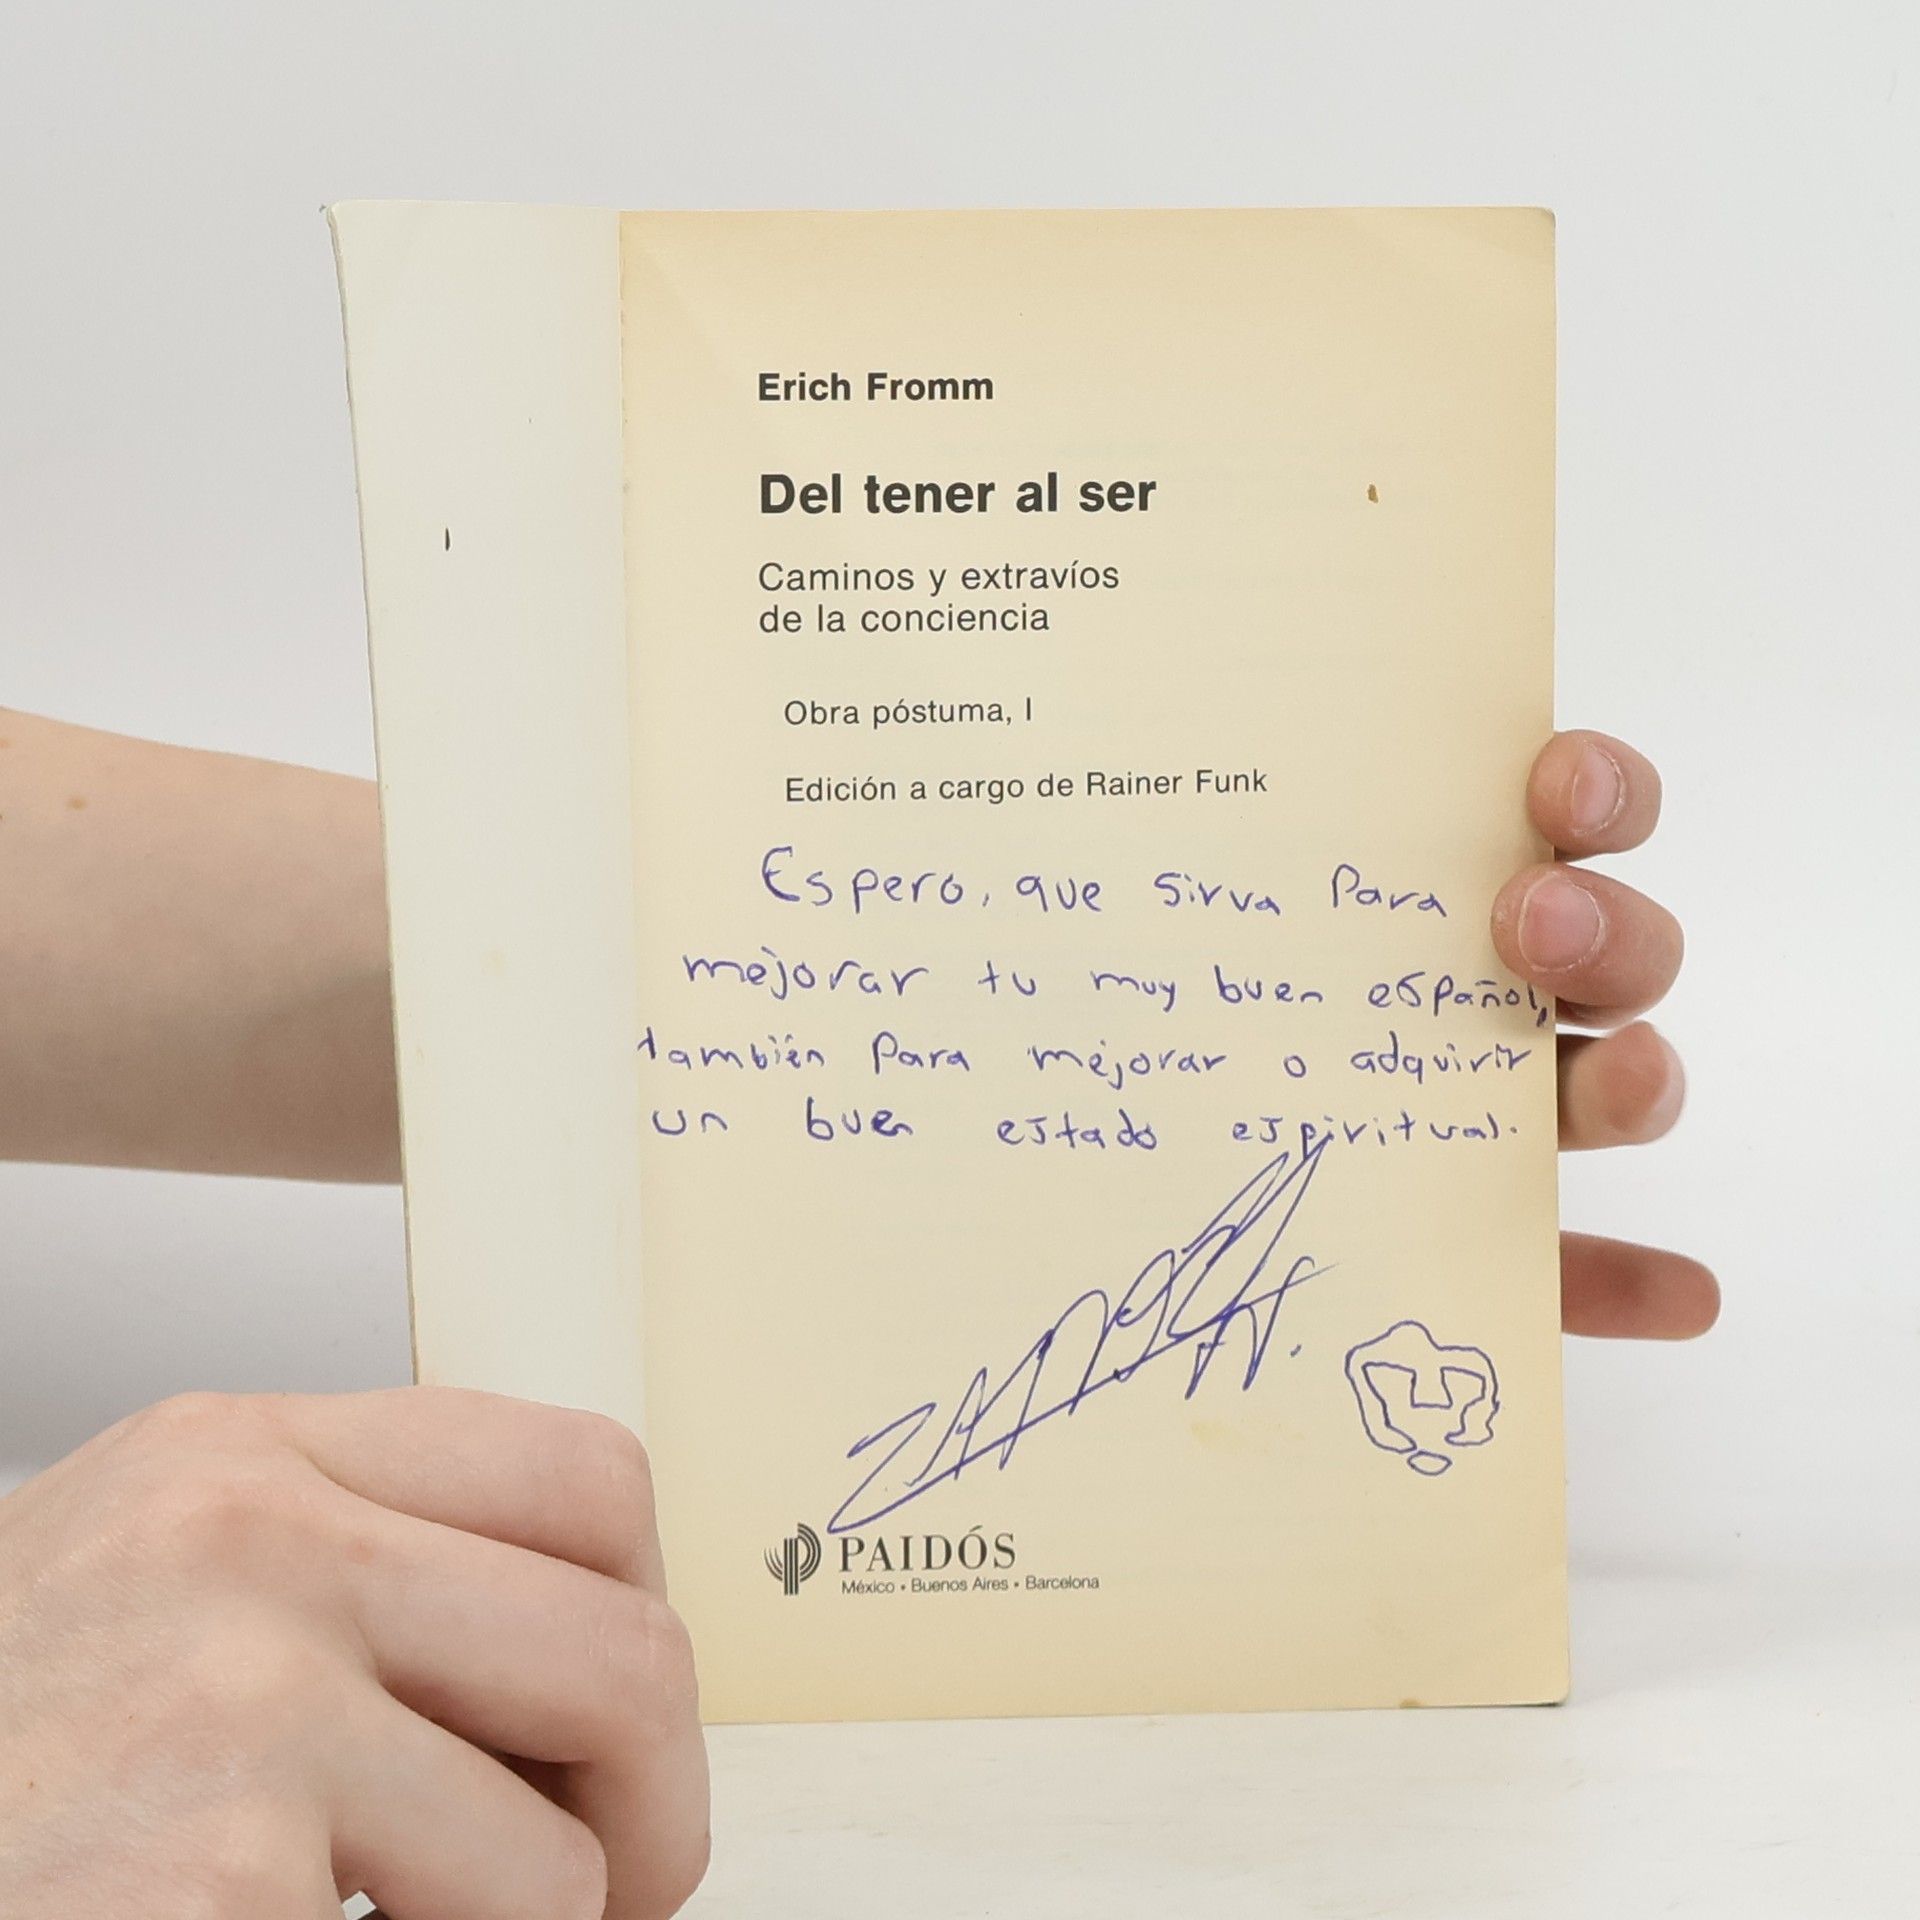 Erich Fromm
Del tener al ser
Caminos y extravíos
de la conciencia
Obra póstuma, I
Edición a cargo de Rainer Funk
Espero, que sirva para
mejorar tu muy buen español,
también para mejorar o adquirir
un buen estado espiritual.
PAIDÓS
México • Buenos Aires • Barcelona